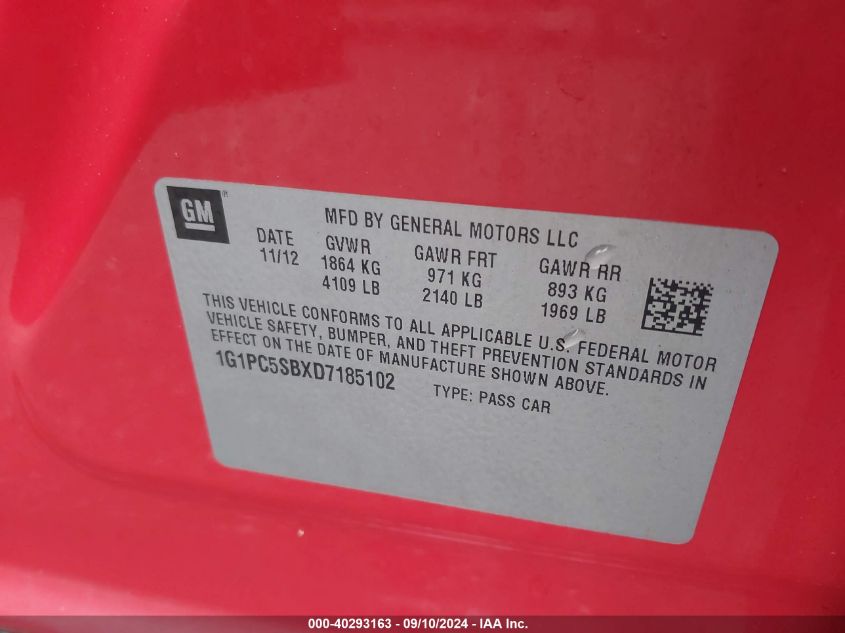 GM®
MFD BY GENERAL MOTORS LLC
DATE GVWR GAWR FRT GAWR RR
11/12 1864 KG 971 KG 893 KG
4109 LB 2140 LB 1969 LB
THIS VEHICLE CONFORMS TO ALL APPLICABLE U.S. FEDERAL MOTOR
VEHICLE SAFETY, BUMPER, AND THEFT PREVENTION STANDARDS IN
EFFECT ON THE DATE OF MANUFACTURE SHOWN ABOVE.
1G1PC5SBXD7185102 TYPE: PASS CAR
000-40293163 - 09/10/2024 - IAA Inc.